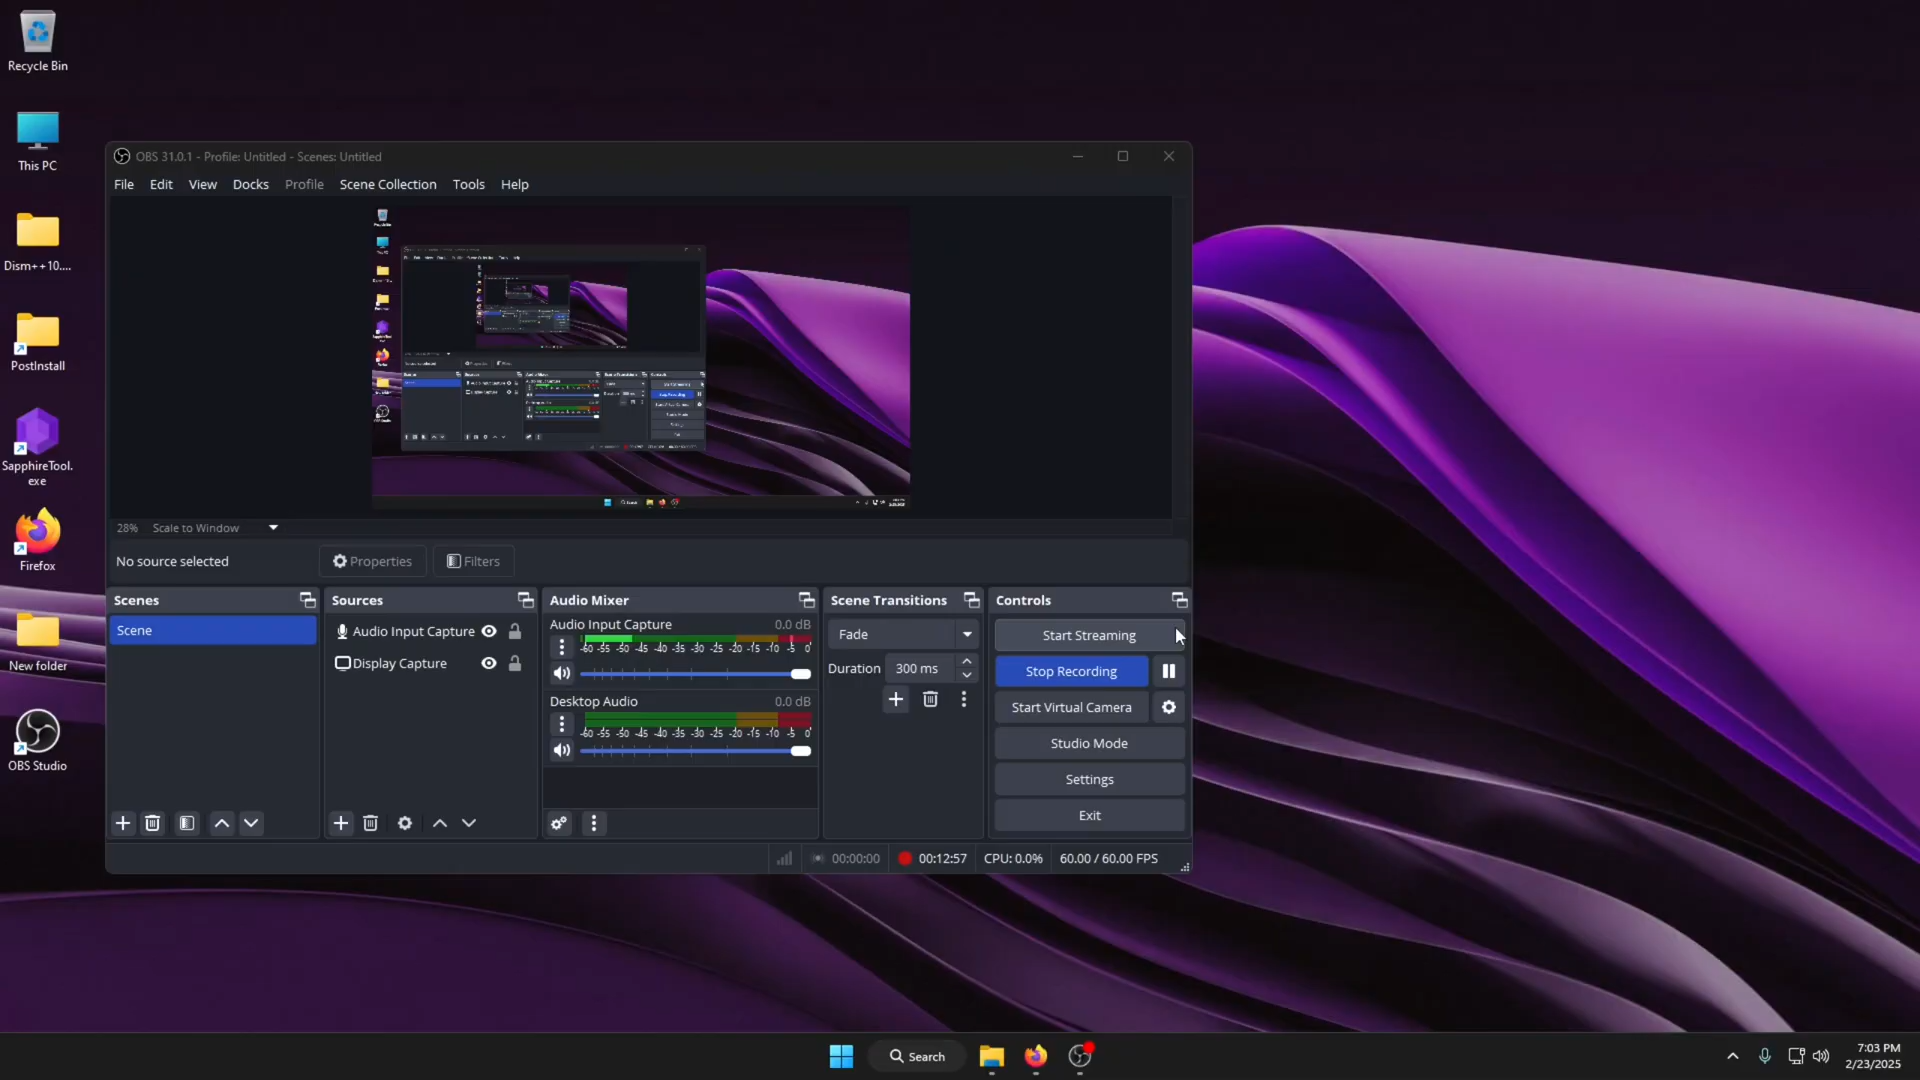 Recycle Bin
This PC
Dism++10....
PostInstall
SapphireTool.
exe
Firefox
New folder
OBS Studio
OBS 31.0.1 - Profile: Untitled - Scenes: Untitled
File Edit View Docks Profile Scene Collection Tools Help
28% Scale to Window
No source selected Properties Filters
Scenes
Scene
Sources
Audio Input Capture
Display Capture
Audio Mixer
Audio Input Capture 0.0 dB
-60 -55 -50 -45 -40 -35 -30 -25 -20 -15 -10 -5 0
Desktop Audio 0.0 dB
-60 -55 -50 -45 -40 -35 -30 -25 -20 -15 -10 -5 0
Scene Transitions
Fade
Duration 300 ms
Controls
Start Streaming
Stop Recording
Start Virtual Camera
Studio Mode
Settings
Exit
00:00:00 00:12:57 CPU: 0.0% 60.00 / 60.00 FPS
Search
7:03 PM
2/23/2025